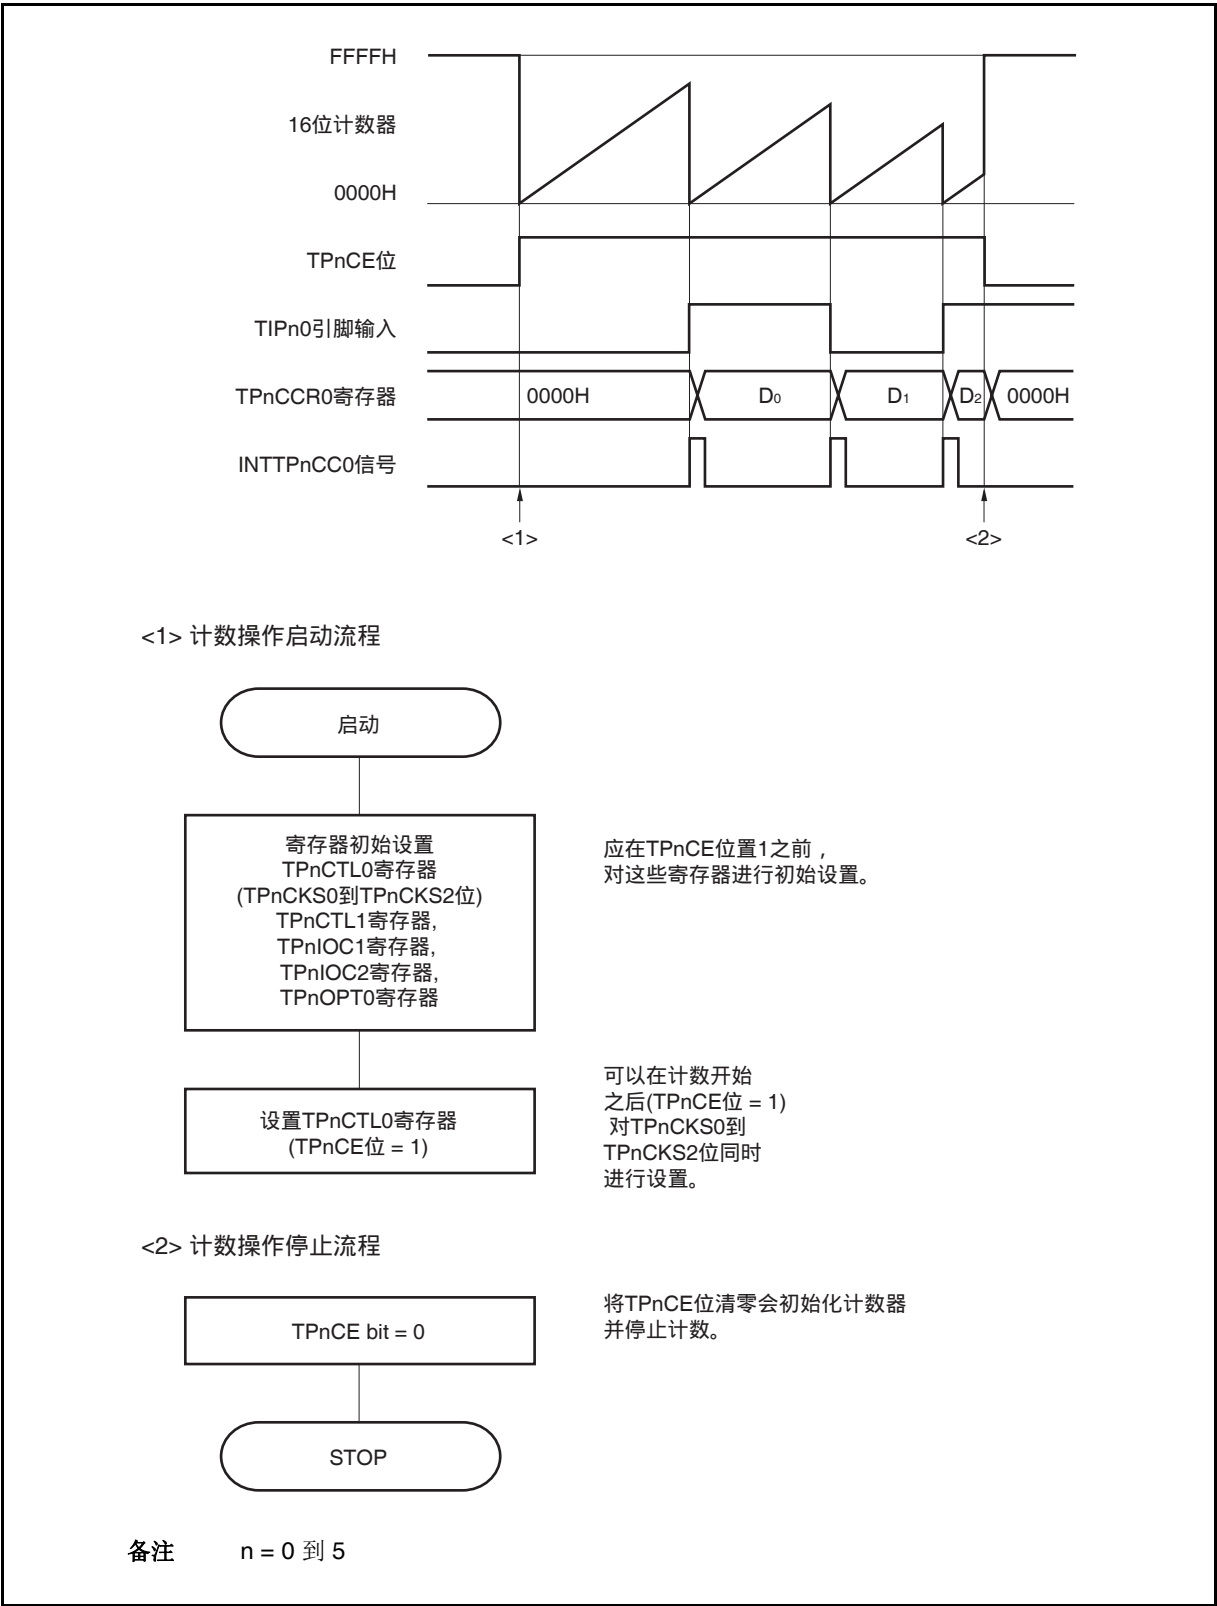 FFFFH
16位计数器
0000H
TPnCE位
TIPn0引脚输入
TPnCCR0寄存器
0000H
D0
D1
D2
0000H
INTTPnCC0信号
<1>
<2>
<1> 计数操作启动流程
启动
寄存器初始设置
TPnCTL0寄存器
(TPnCKS0到TPnCKS2位)
TPnCTL1寄存器,
TPnIOC1寄存器,
TPnIOC2寄存器,
TPnOPT0寄存器
应在TPnCE位置1之前，
对这些寄存器进行初始设置。
设置TPnCTL0寄存器
(TPnCE位 = 1)
可以在计数开始
之后(TPnCE位 = 1)
对TPnCKS0到
TPnCKS2位同时
进行设置。
<2> 计数操作停止流程
TPnCE bit = 0
将TPnCE位清零会初始化计数器
并停止计数。
STOP
备注 n = 0 到 5